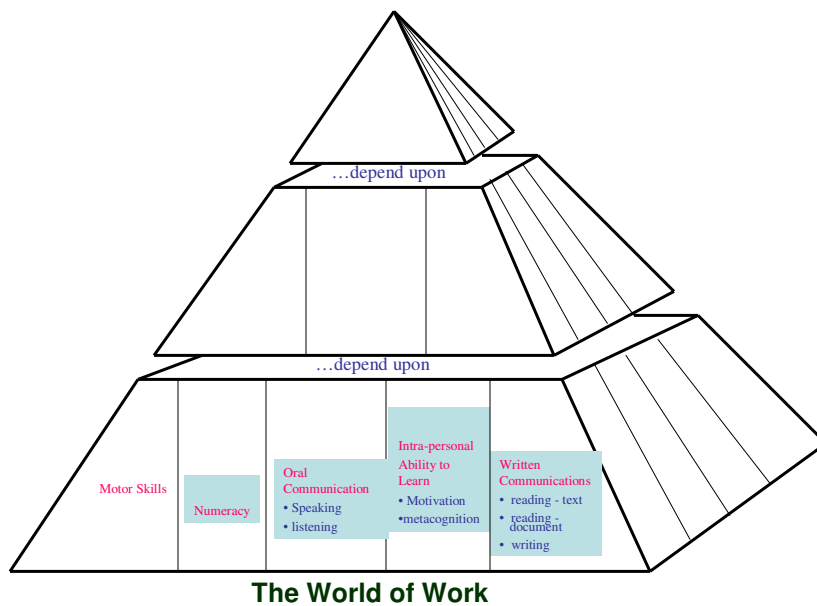 …depend upon
…depend upon
Motor Skills
Numeracy
Oral
Communication
• Speaking
• listening
Intra-personal
Ability to
Learn
• Motivation
•metacognition
Written
Communications
• reading - text
• reading -
document
• writing
The World of Work